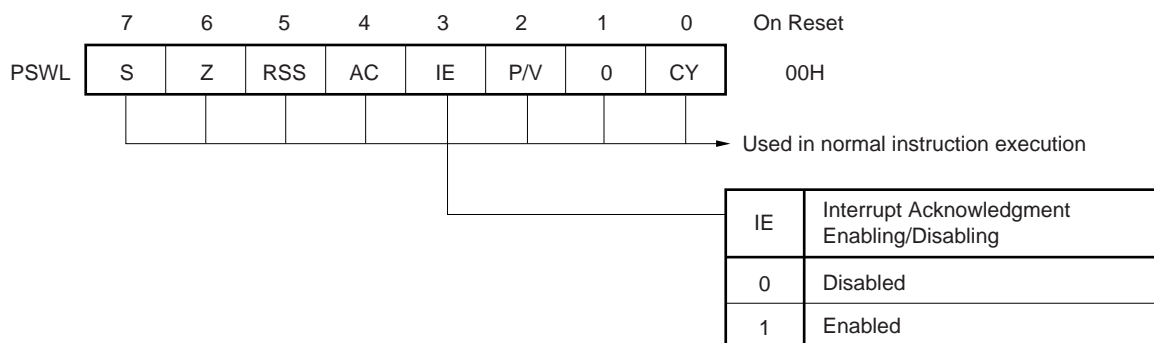 7 6 5 4 3 2 1 0 On Reset
PSWL S Z RSS AC IE P/V 0 CY 00H
Used in normal instruction execution
IE Interrupt Acknowledgment
Enabling/Disabling
0 Disabled
1 Enabled